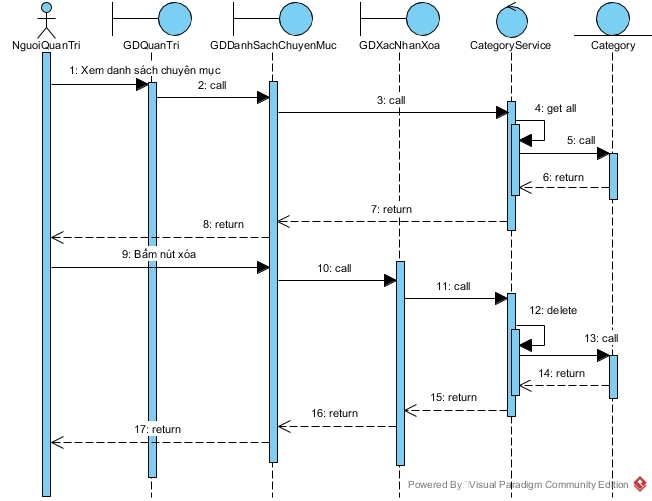 NguoiQuanTri
GDQuanTri
GDDanhSachChuyenMuc
GDXacNhanXoa
CategoryService
Category
1: Xem danh sách chuyên mục
2: call
3: call
4: get all
5: call
6: return
7: return
8: return
9: Bấm nút xóa
10: call
11: call
12: delete
13: call
14: return
15: return
16: return
17: return
Powered By Visual Paradigm Community Edition